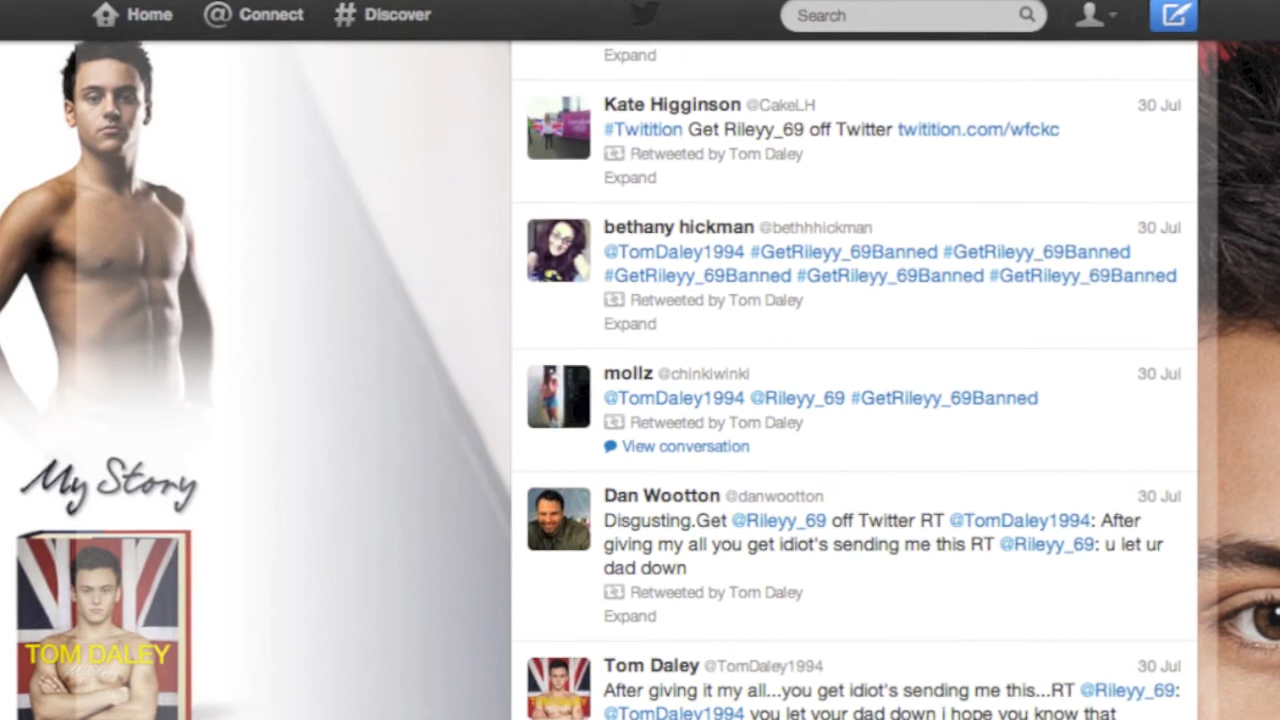 Home
Connect
Discover
Search
Expand
Kate Higginson @CakeLH 30 Jul
#Twitition Get Rileyy_69 off Twitter twitition.com/wfckc
Retweeted by Tom Daley
Expand
bethany hickman @bethhhickman 30 Jul
@TomDaley1994 #GetRileyy_69Banned #GetRileyy_69Banned
#GetRileyy_69Banned #GetRileyy_69Banned #GetRileyy_69Banned
Retweeted by Tom Daley
Expand
mollz @chinkiwinki 30 Jul
@TomDaley1994 @Rileyy_69 #GetRileyy_69Banned
Retweeted by Tom Daley
View conversation
Dan Wootton @danwootton 30 Jul
Disgusting.Get @Rileyy_69 off Twitter RT @TomDaley1994: After
giving my all you get idiot's sending me this RT @Rileyy_69: u let ur
dad down
Retweeted by Tom Daley
Expand
Tom Daley @TomDaley1994 30 Jul
After giving it my all...you get idiot's sending me this...RT @Rileyy_69:
@TomDaley1994 you let your dad down i hope you know that
My Story
TOM DALEY